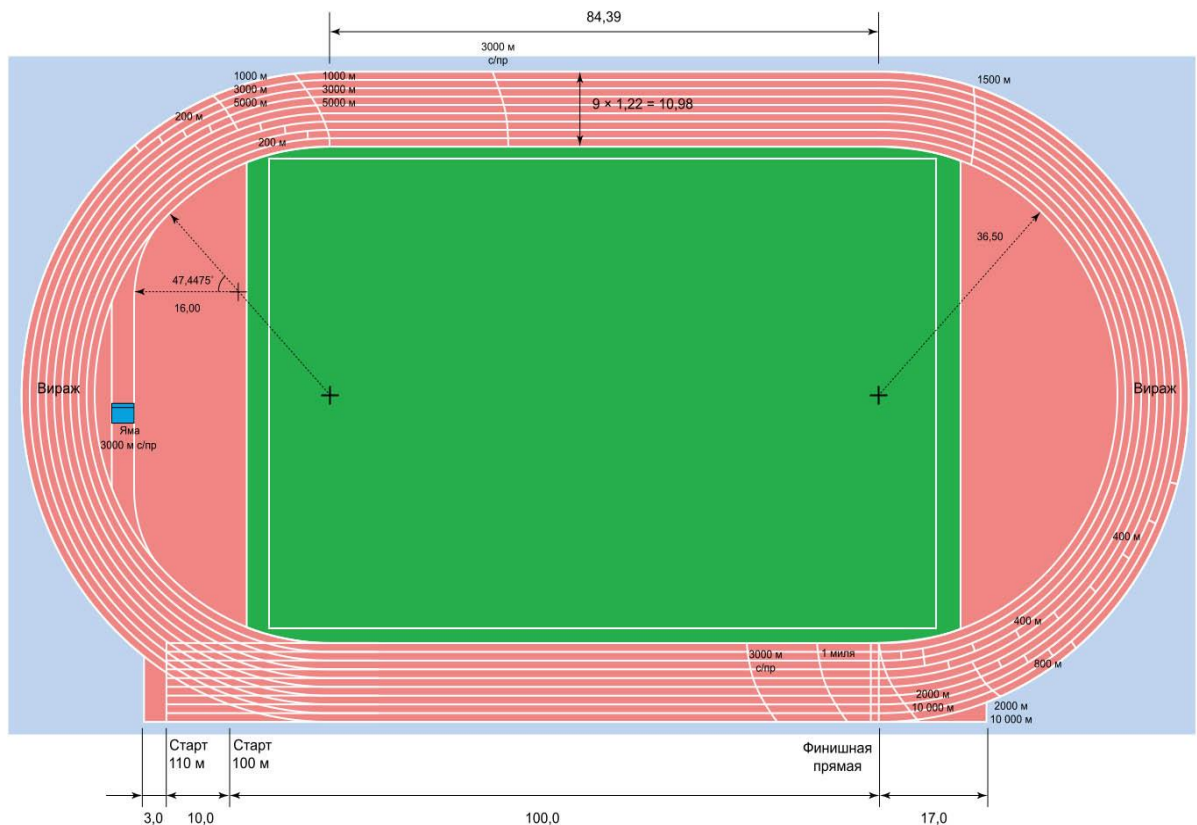 84,39
3000 м
с/пр
1000 м
3000 м
5000 м
1000 м
3000 м
5000 м
1500 м
200 м
200 м
9 × 1,22 = 10,98
47,4475°
16,00
36,50
Вираж
Вираж
Яма
3000 м с/пр
400 м
400 м
800 м
3000 м
с/пр
1 миля
2000 м
10 000 м
2000 м
10 000 м
Старт
110 м
Старт
100 м
Финишная
прямая
3,0
10,0
100,0
17,0